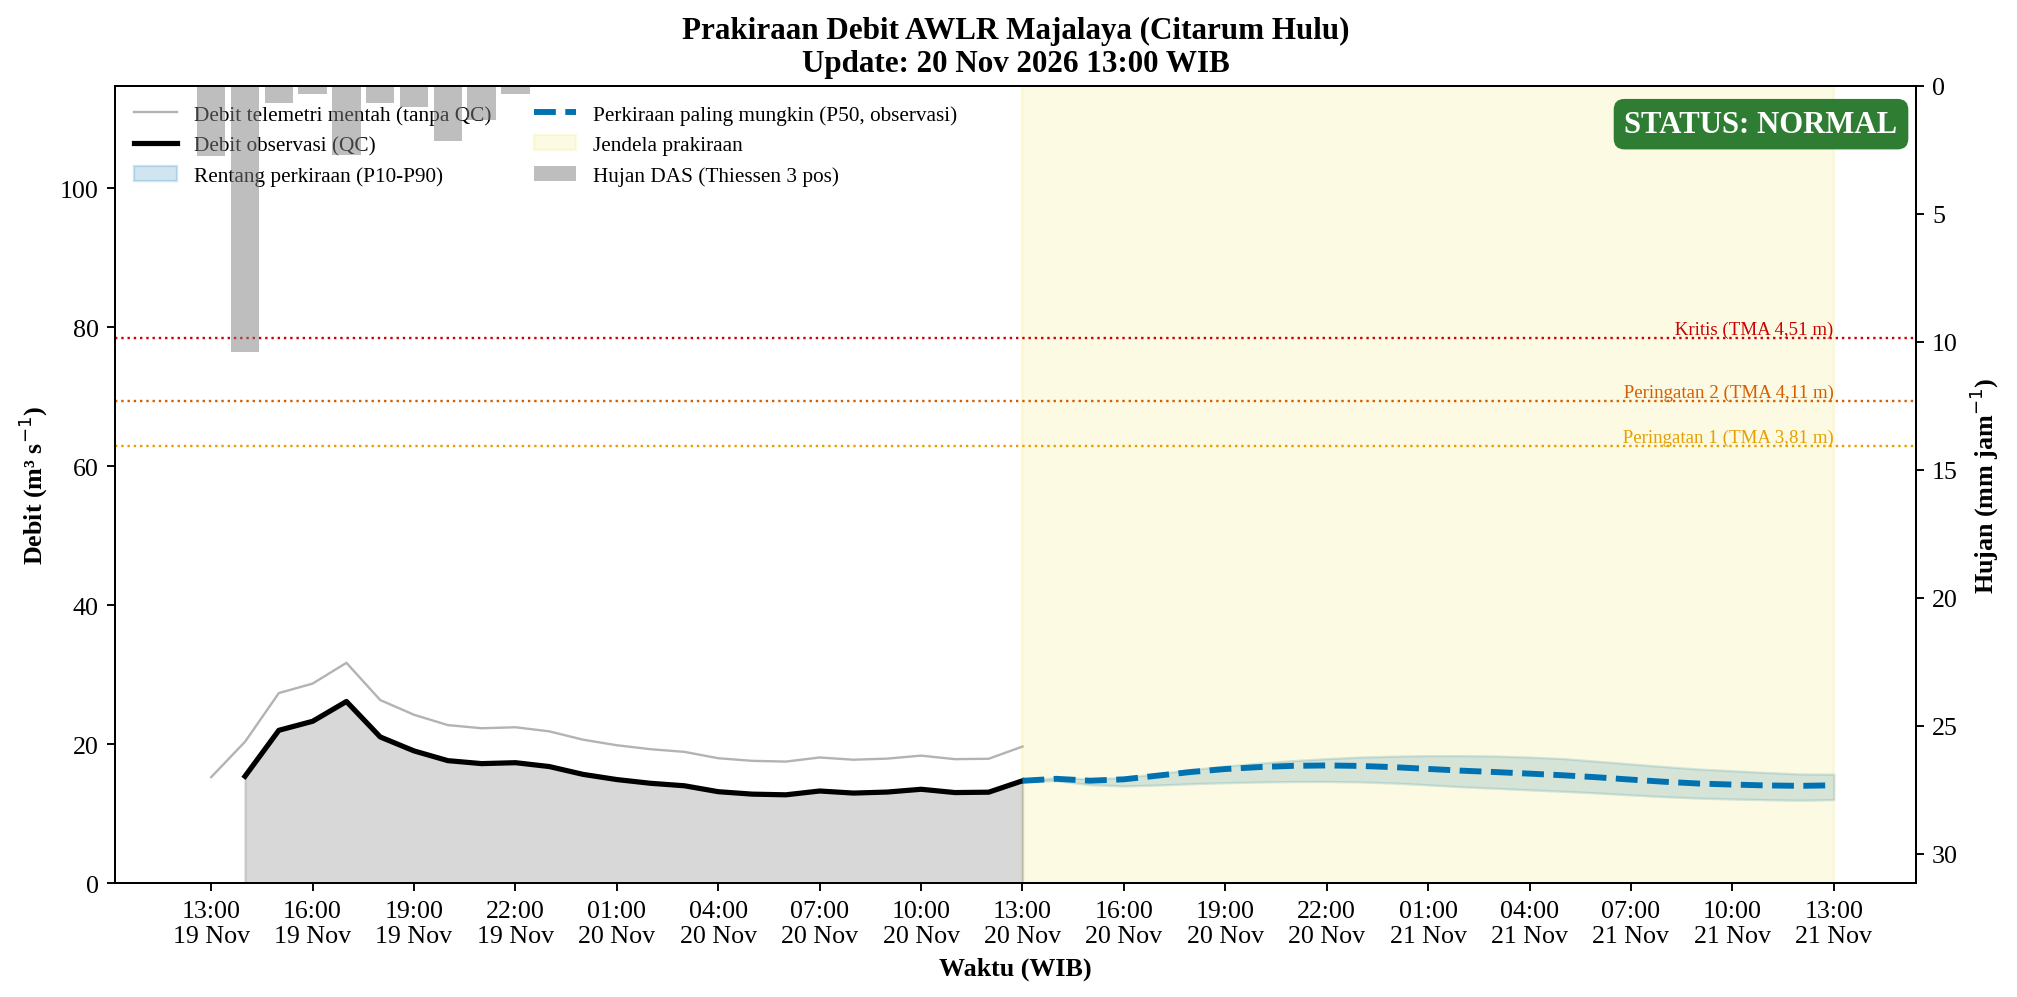 Prakiraan Debit AWLR Majalaya (Citarum Hulu)
Update: 20 Nov 2026 13:00 WIB
Debit telemetri mentah (tanpa QC)
Debit observasi (QC)
Rentang perkiraan (P10-P90)
Perkiraan paling mungkin (P50, observasi)
Jendela prakiraan
Hujan DAS (Thiessen 3 pos)
STATUS: NORMAL
Kritis (TMA 4,51 m)
Peringatan 2 (TMA 4,11 m)
Peringatan 1 (TMA 3,81 m)
Debit (m³ s⁻¹)
100
80
60
40
20
0
Hujan (mm jam⁻¹)
0
5
10
15
20
25
30
13:00 16:00 19:00 22:00 01:00 04:00 07:00 10:00 13:00 16:00 19:00 22:00 01:00 04:00 07:00 10:00 13:00
19 Nov 19 Nov 19 Nov 19 Nov 20 Nov 20 Nov 20 Nov 20 Nov 20 Nov 20 Nov 20 Nov 20 Nov 21 Nov 21 Nov 21 Nov 21 Nov 21 Nov
Waktu (WIB)